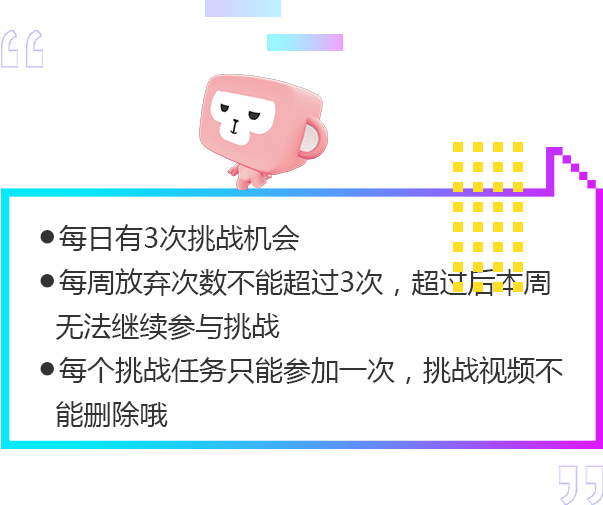 ●每日有3次挑战机会
●每周放弃次数不能超过3次，超过后本周
无法继续参与挑战
●每个挑战任务只能参加一次，挑战视频不
能删除哦